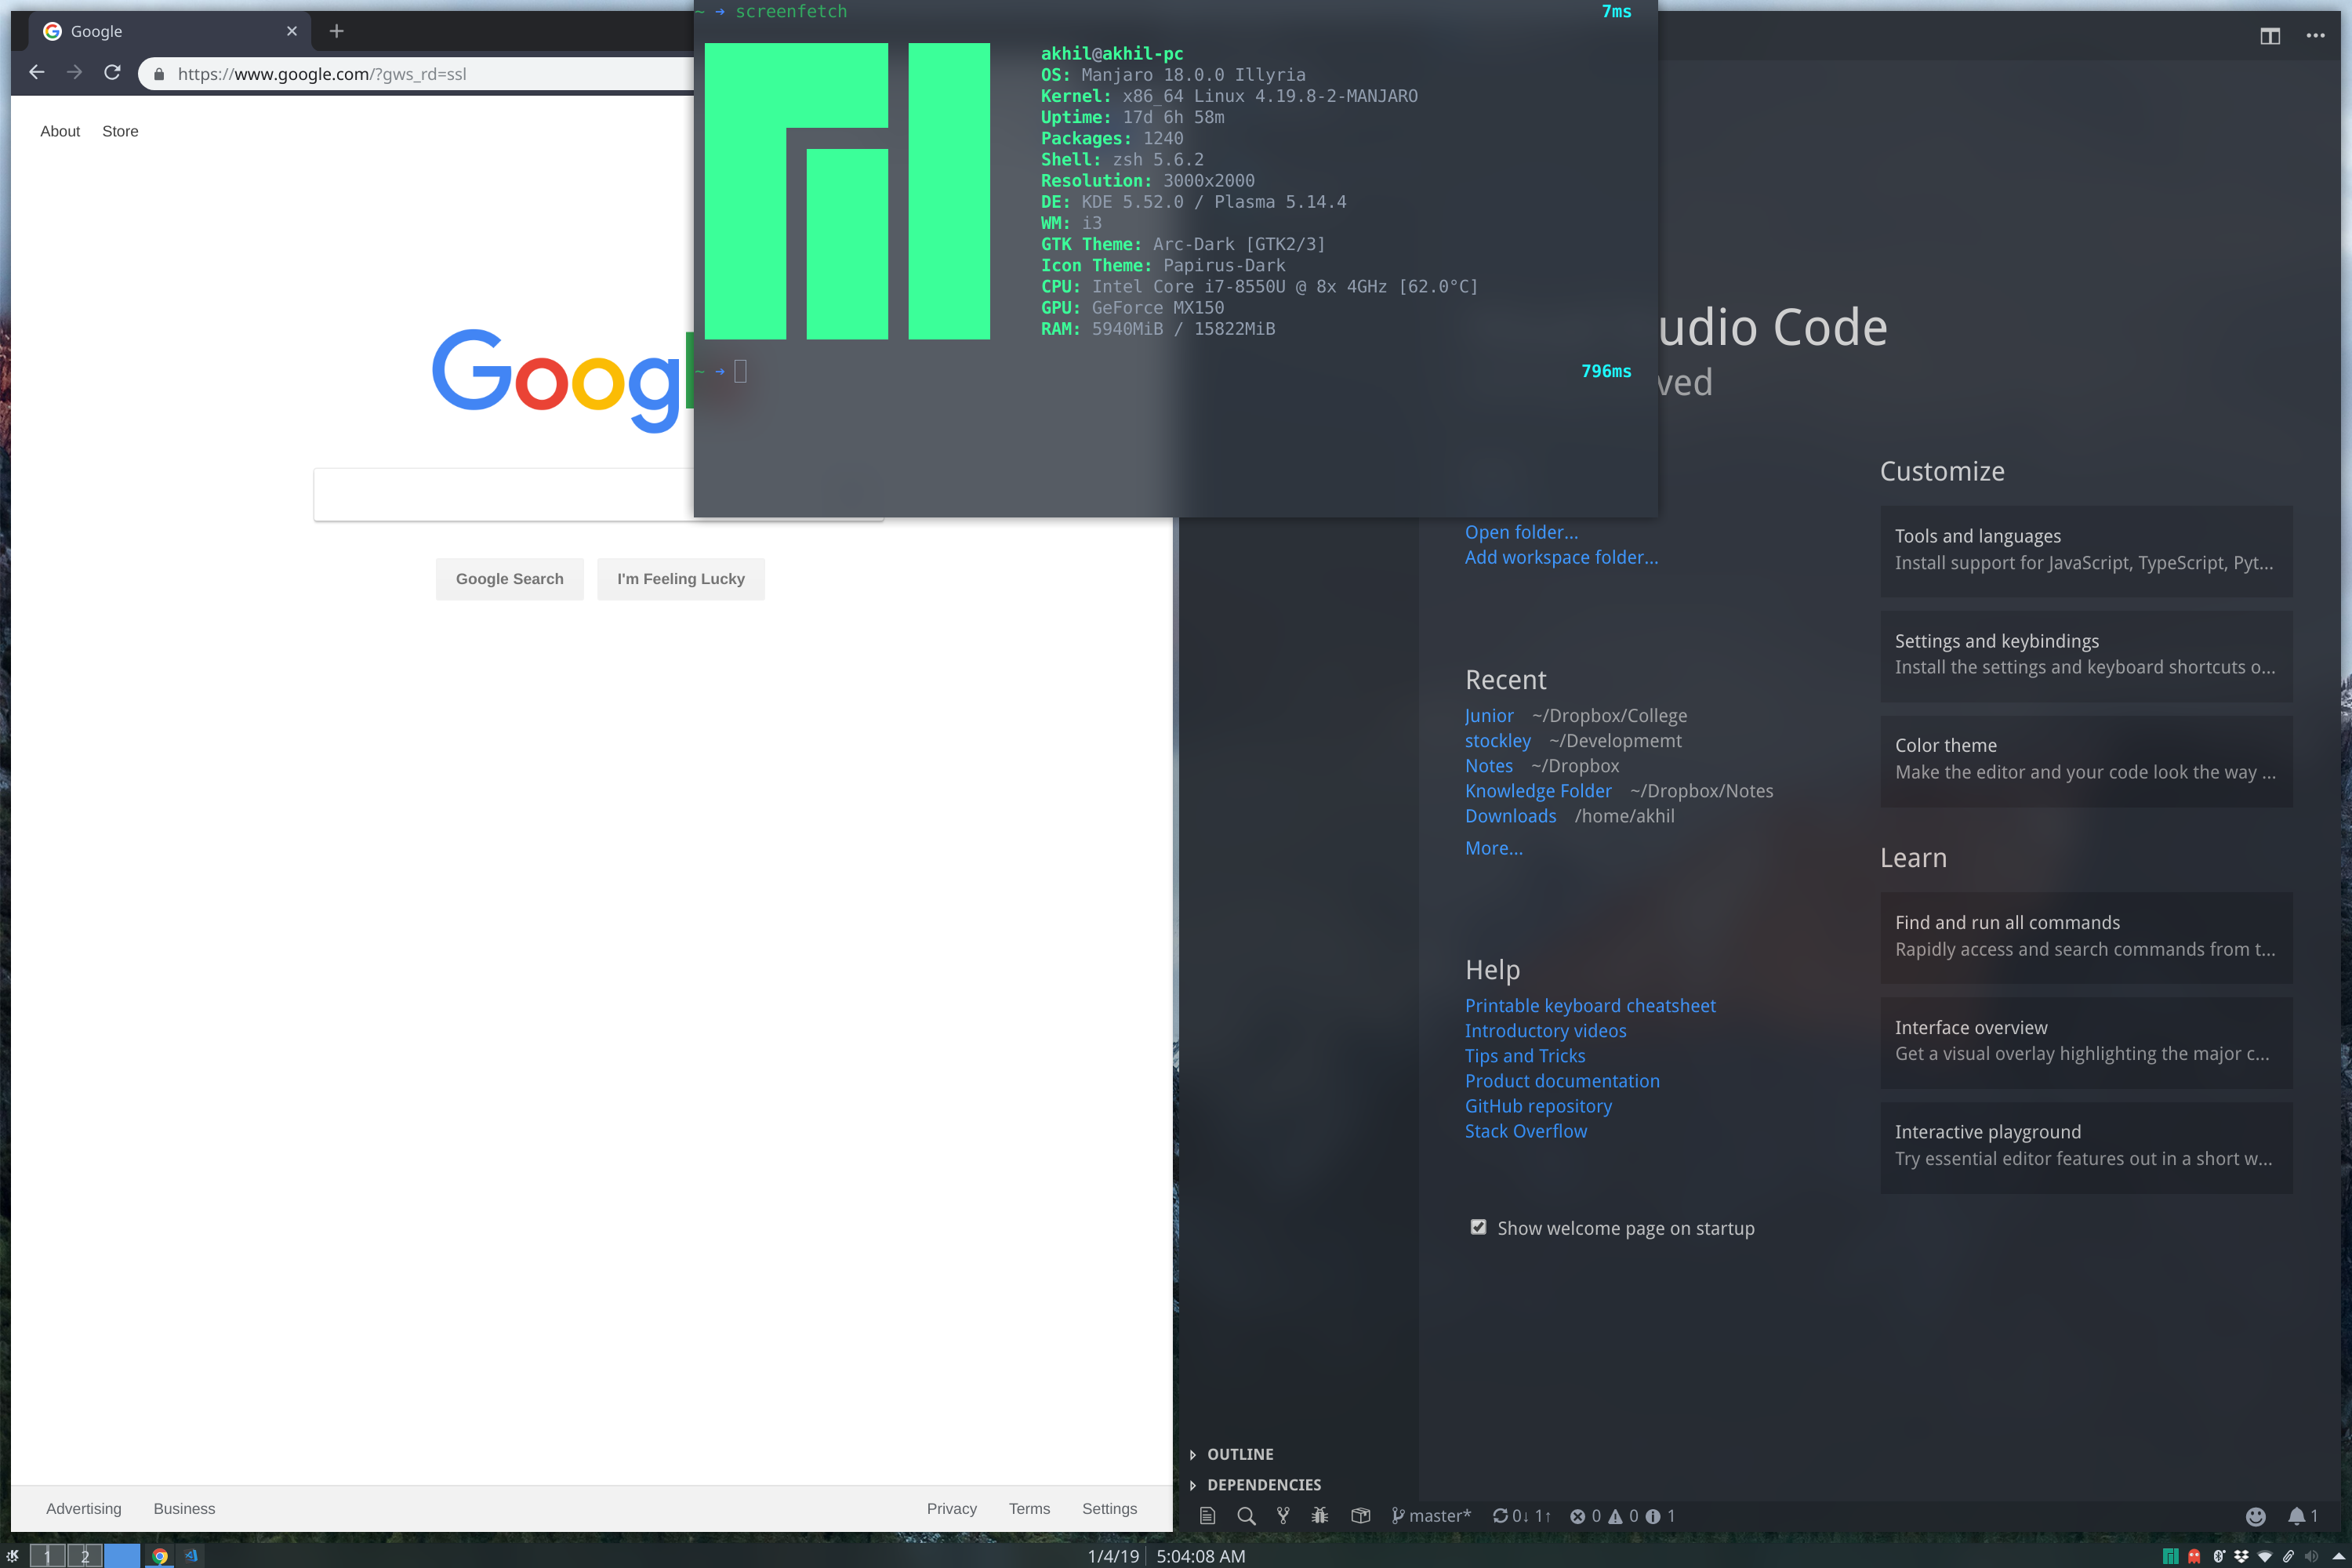 Google
https://www.google.com/?gws_rd=ssl
About Store
Googl
Google Search I'm Feeling Lucky
Advertising Business Privacy Terms Settings
~ → screenfetch 7ms
akhil@akhil-pc
OS: Manjaro 18.0.0 Illyria
Kernel: x86_64 Linux 4.19.8-2-MANJARO
Uptime: 17d 6h 58m
Packages: 1240
Shell: zsh 5.6.2
Resolution: 3000x2000
DE: KDE 5.52.0 / Plasma 5.14.4
WM: i3
GTK Theme: Arc-Dark [GTK2/3]
Icon Theme: Papirus-Dark
CPU: Intel Core i7-8550U @ 8x 4GHz [62.0°C]
GPU: GeForce MX150
RAM: 5940MiB / 15822MiB
~ → 796ms
udio Code
ved
Open folder...
Add workspace folder...
Recent
Junior ~/Dropbox/College
stockley ~/Developmemt
Notes ~/Dropbox
Knowledge Folder ~/Dropbox/Notes
Downloads /home/akhil
More...
Help
Printable keyboard cheatsheet
Introductory videos
Tips and Tricks
Product documentation
GitHub repository
Stack Overflow
Show welcome page on startup
Customize
Tools and languages
Install support for JavaScript, TypeScript, Pyt...
Settings and keybindings
Install the settings and keyboard shortcuts o...
Color theme
Make the editor and your code look the way ...
Learn
Find and run all commands
Rapidly access and search commands from t...
Interface overview
Get a visual overlay highlighting the major c...
Interactive playground
Try essential editor features out in a short w...
OUTLINE
DEPENDENCIES
master* 0↓ 1↑ 0 0 1 1
1 2 1/4/19 5:04:08 AM